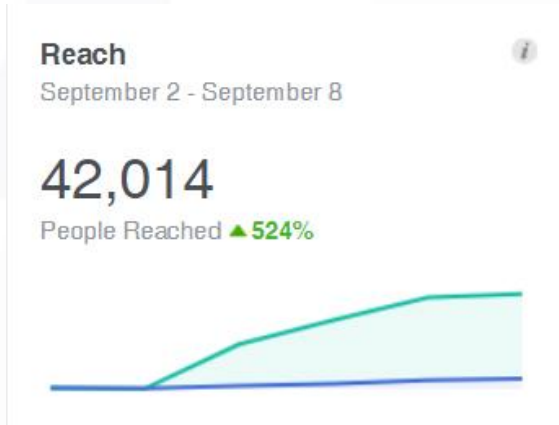 Reach
i
September 2 - September 8
42,014
People Reached ▲ 524%